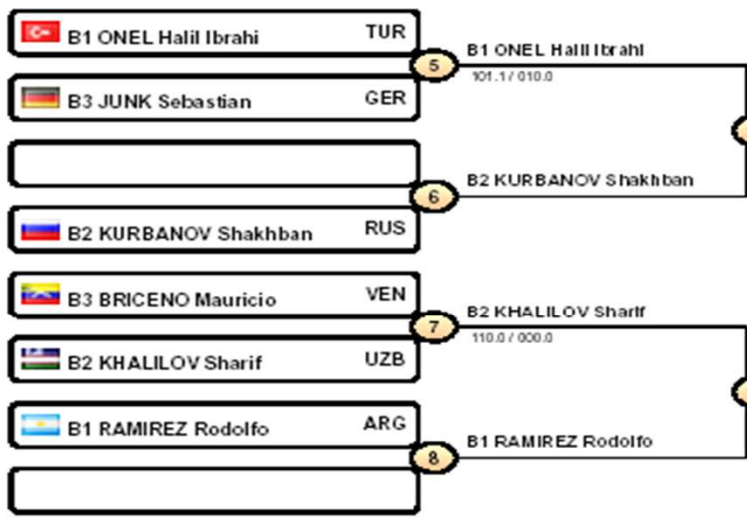 B1 ONEL Halil Ibrahi TUR
5
B1 ONEL Halil Ibrahi
101.1 / 010.0
B3 JUNK Sebastian GER
6
B2 KURBANOV Shakhban
B2 KURBANOV Shakhban RUS
B3 BRICENO Mauricio VEN
7
B2 KHALILOV Sharif
110.0 / 000.0
B2 KHALILOV Sharif UZB
B1 RAMIREZ Rodolfo ARG
8
B1 RAMIREZ Rodolfo